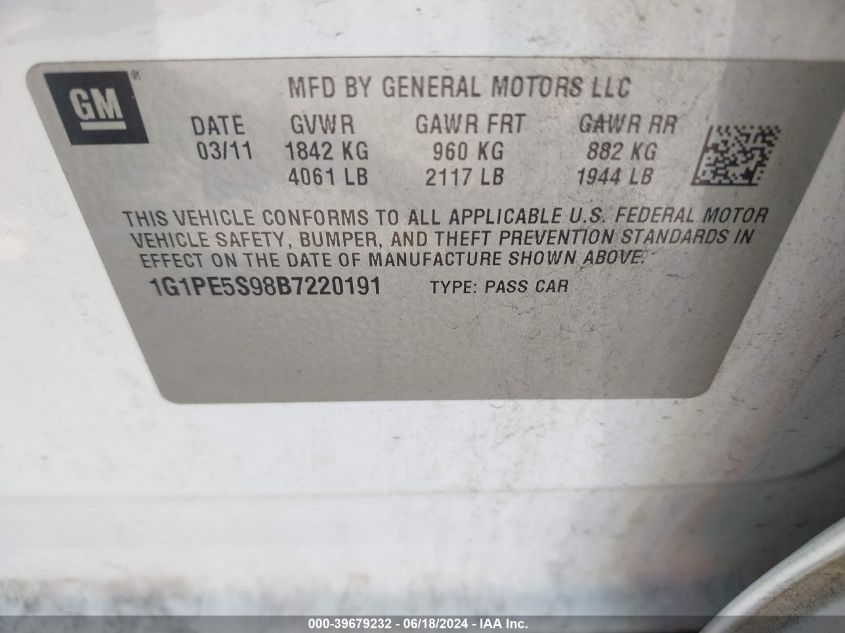 GM
MFD BY GENERAL MOTORS LLC
DATE GVWR GAWR FRT GAWR RR
03/11 1842 KG 960 KG 882 KG
4061 LB 2117 LB 1944 LB
THIS VEHICLE CONFORMS TO ALL APPLICABLE U.S. FEDERAL MOTOR
VEHICLE SAFETY, BUMPER, AND THEFT PREVENTION STANDARDS IN
EFFECT ON THE DATE OF MANUFACTURE SHOWN ABOVE.
1G1PE5S98B7220191 TYPE: PASS CAR
000-39679232 - 06/18/2024 - IAA Inc.